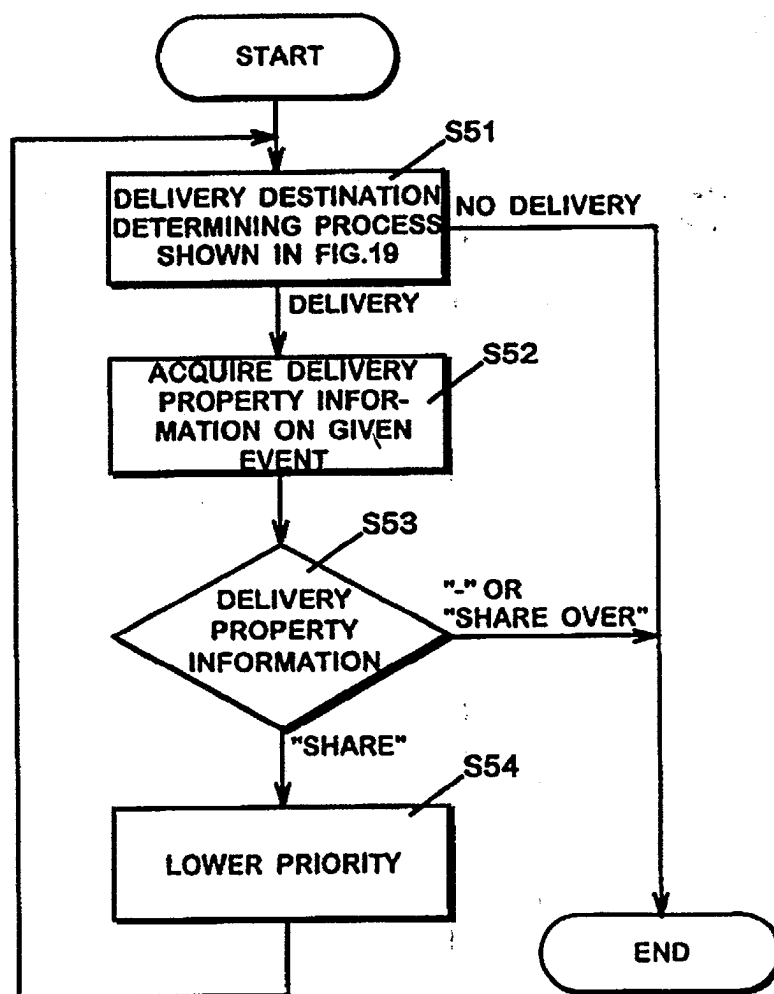 START
S51
DELIVERY DESTINATION
DETERMINING PROCESS
SHOWN IN FIG.19
NO DELIVERY
DELIVERY
S52
ACQUIRE DELIVERY
PROPERTY INFOR-
MATION ON GIVEN
EVENT
S53
DELIVERY
PROPERTY
INFORMATION
"-" OR
"SHARE OVER"
"SHARE"
S54
LOWER PRIORITY
END